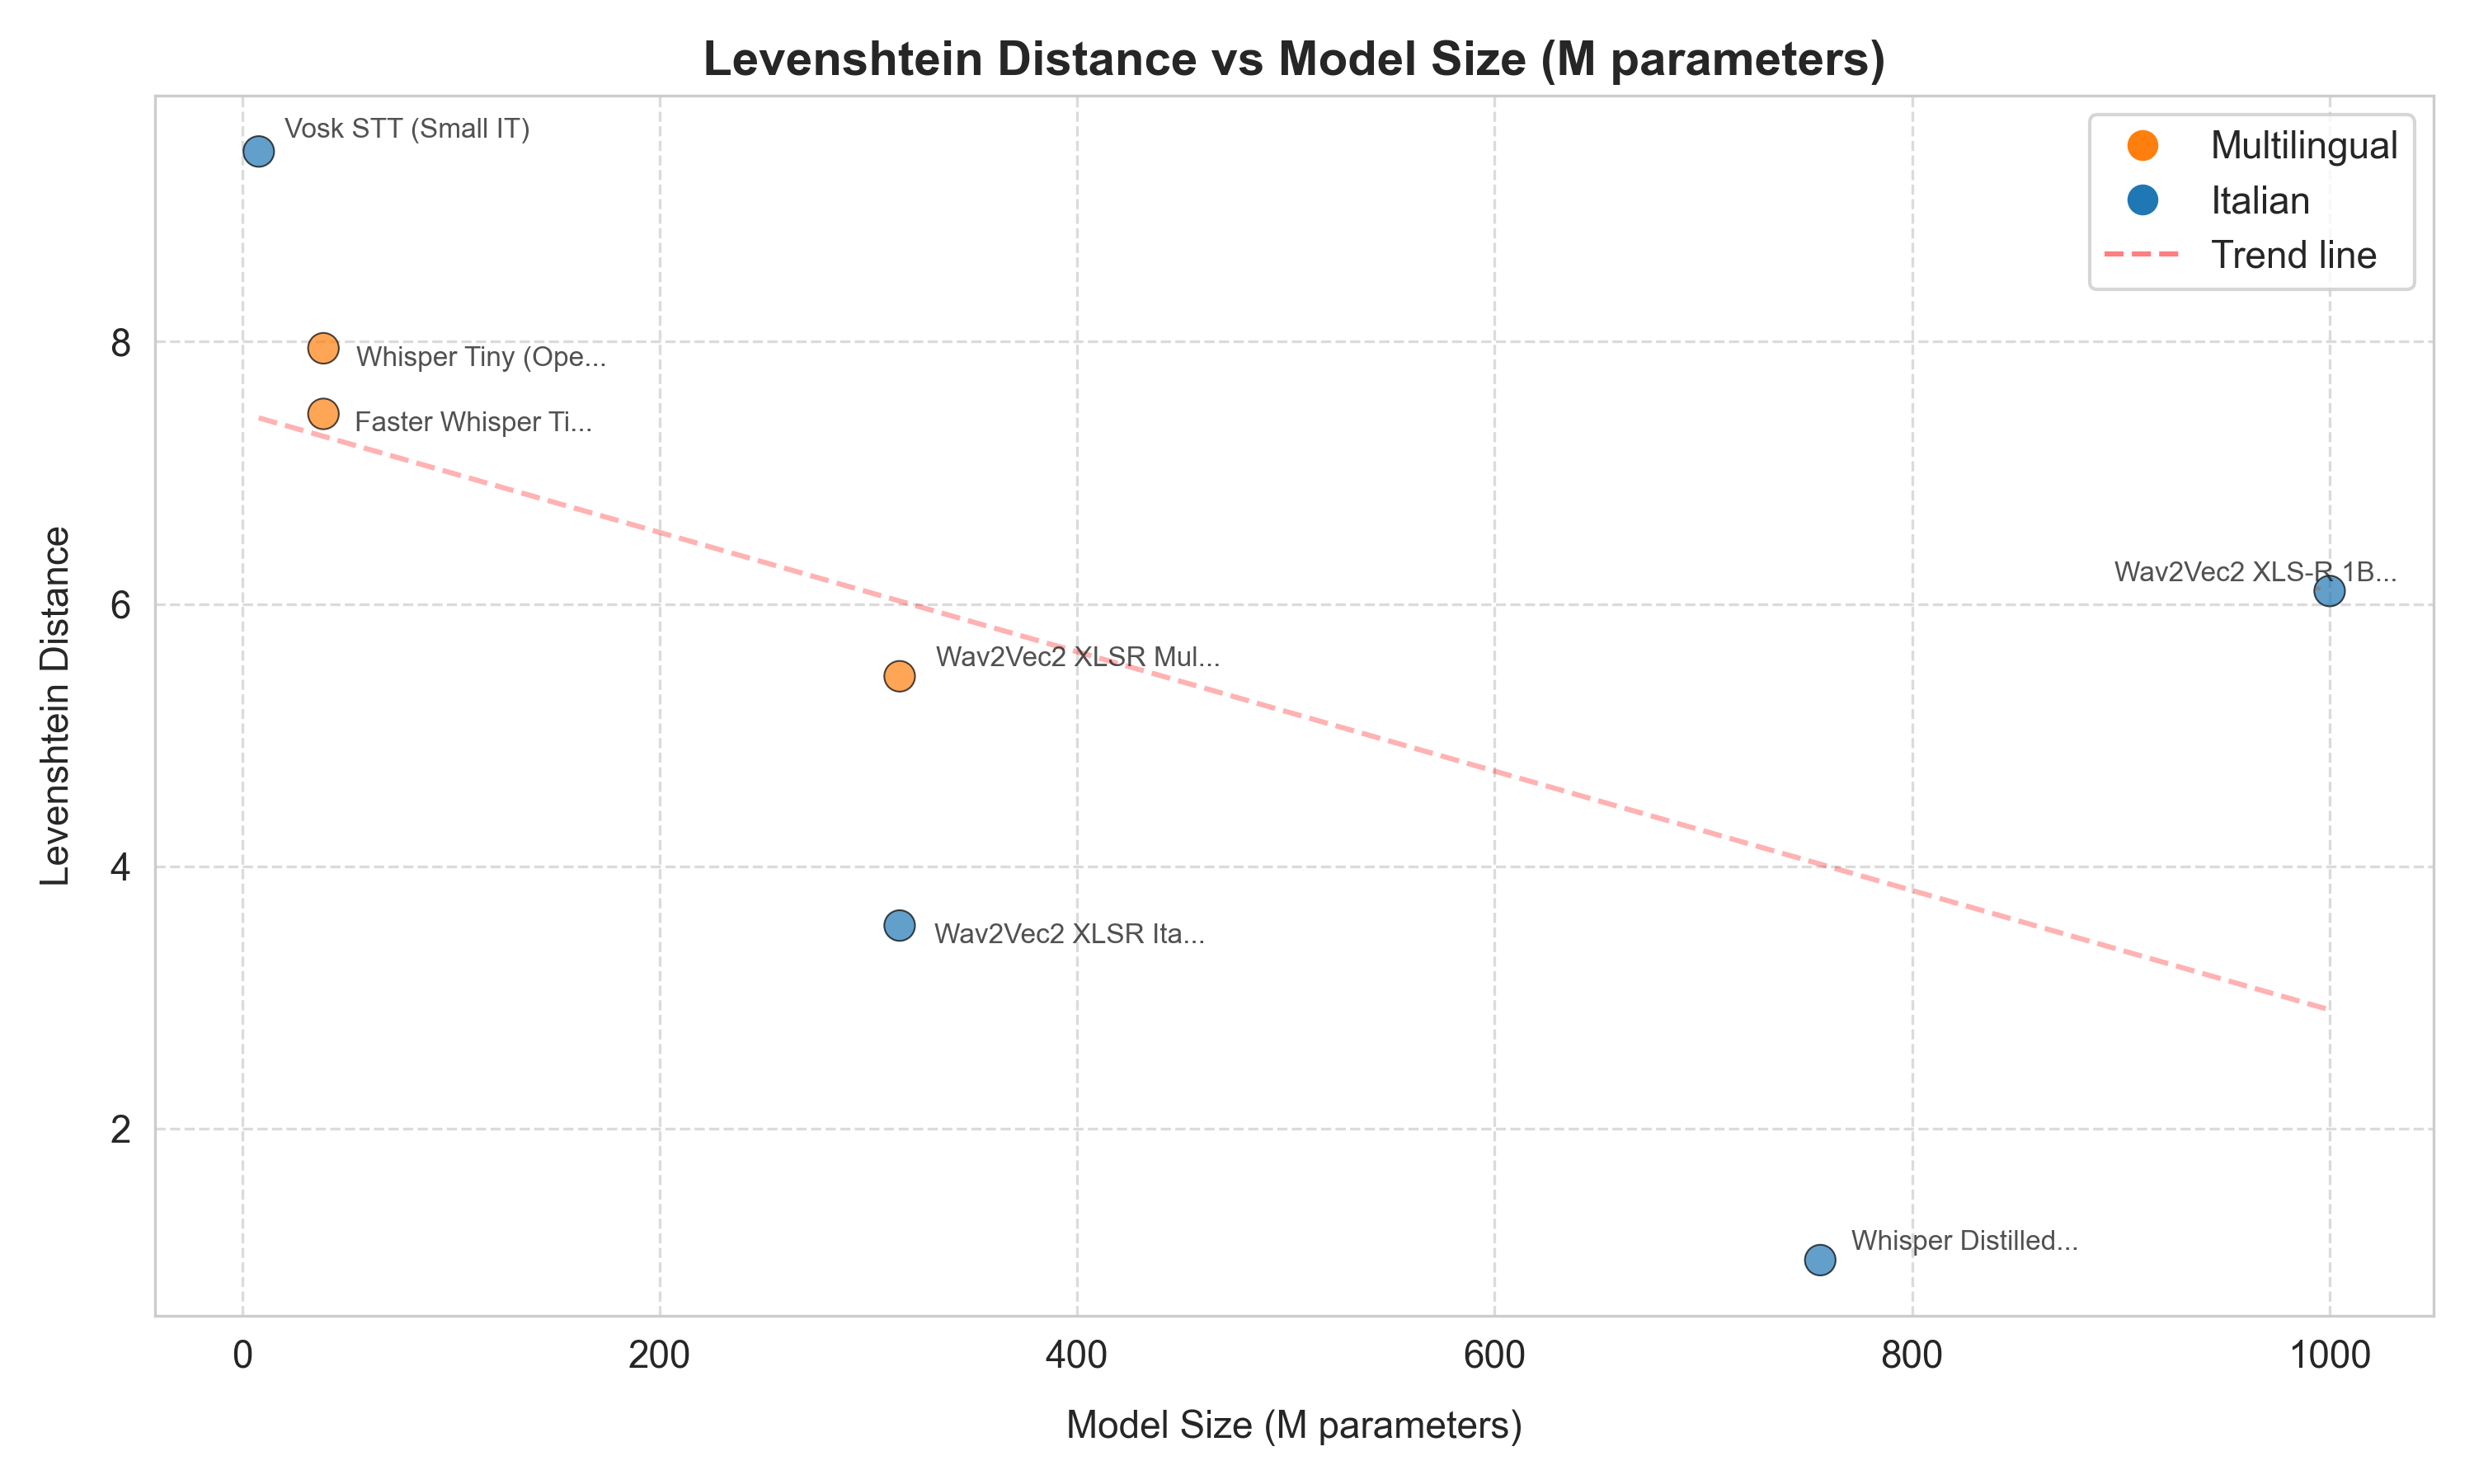 Levenshtein Distance vs Model Size (M parameters)
Vosk STT (Small IT)
Multilingual
Italian
Trend line
Whisper Tiny (Ope...
Faster Whisper Ti...
Wav2Vec2 XLS-R 1B...
Wav2Vec2 XLSR Mul...
Wav2Vec2 XLSR Ita...
Whisper Distilled...
Levenshtein Distance
8
6
4
2
0 200 400 600 800 1000
Model Size (M parameters)